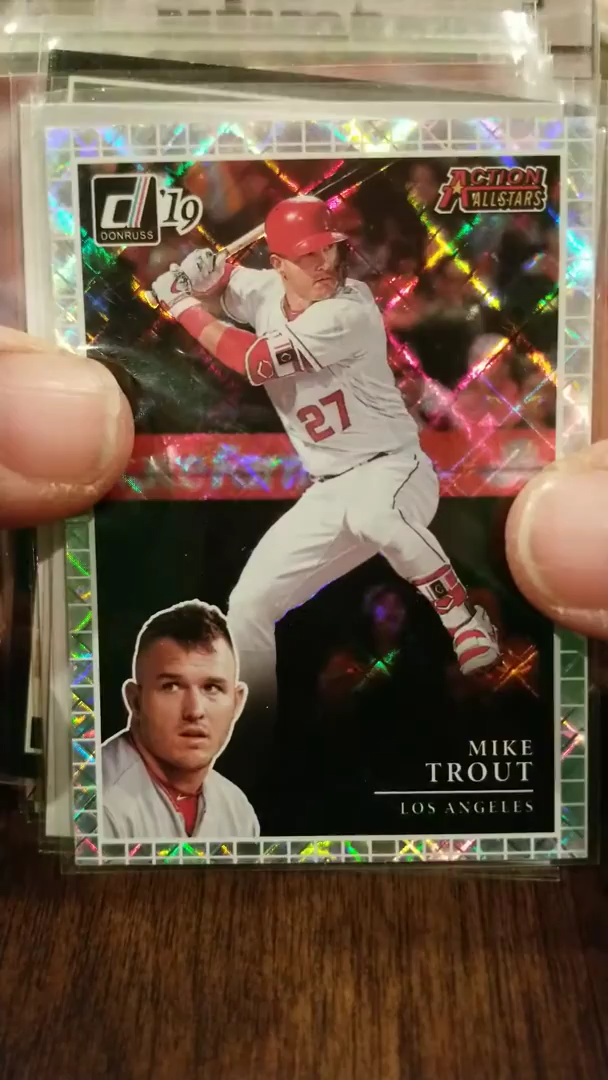 DONRUSS
'19
ACTION
ALL-STARS
27
MIKE
TROUT
LOS ANGELES